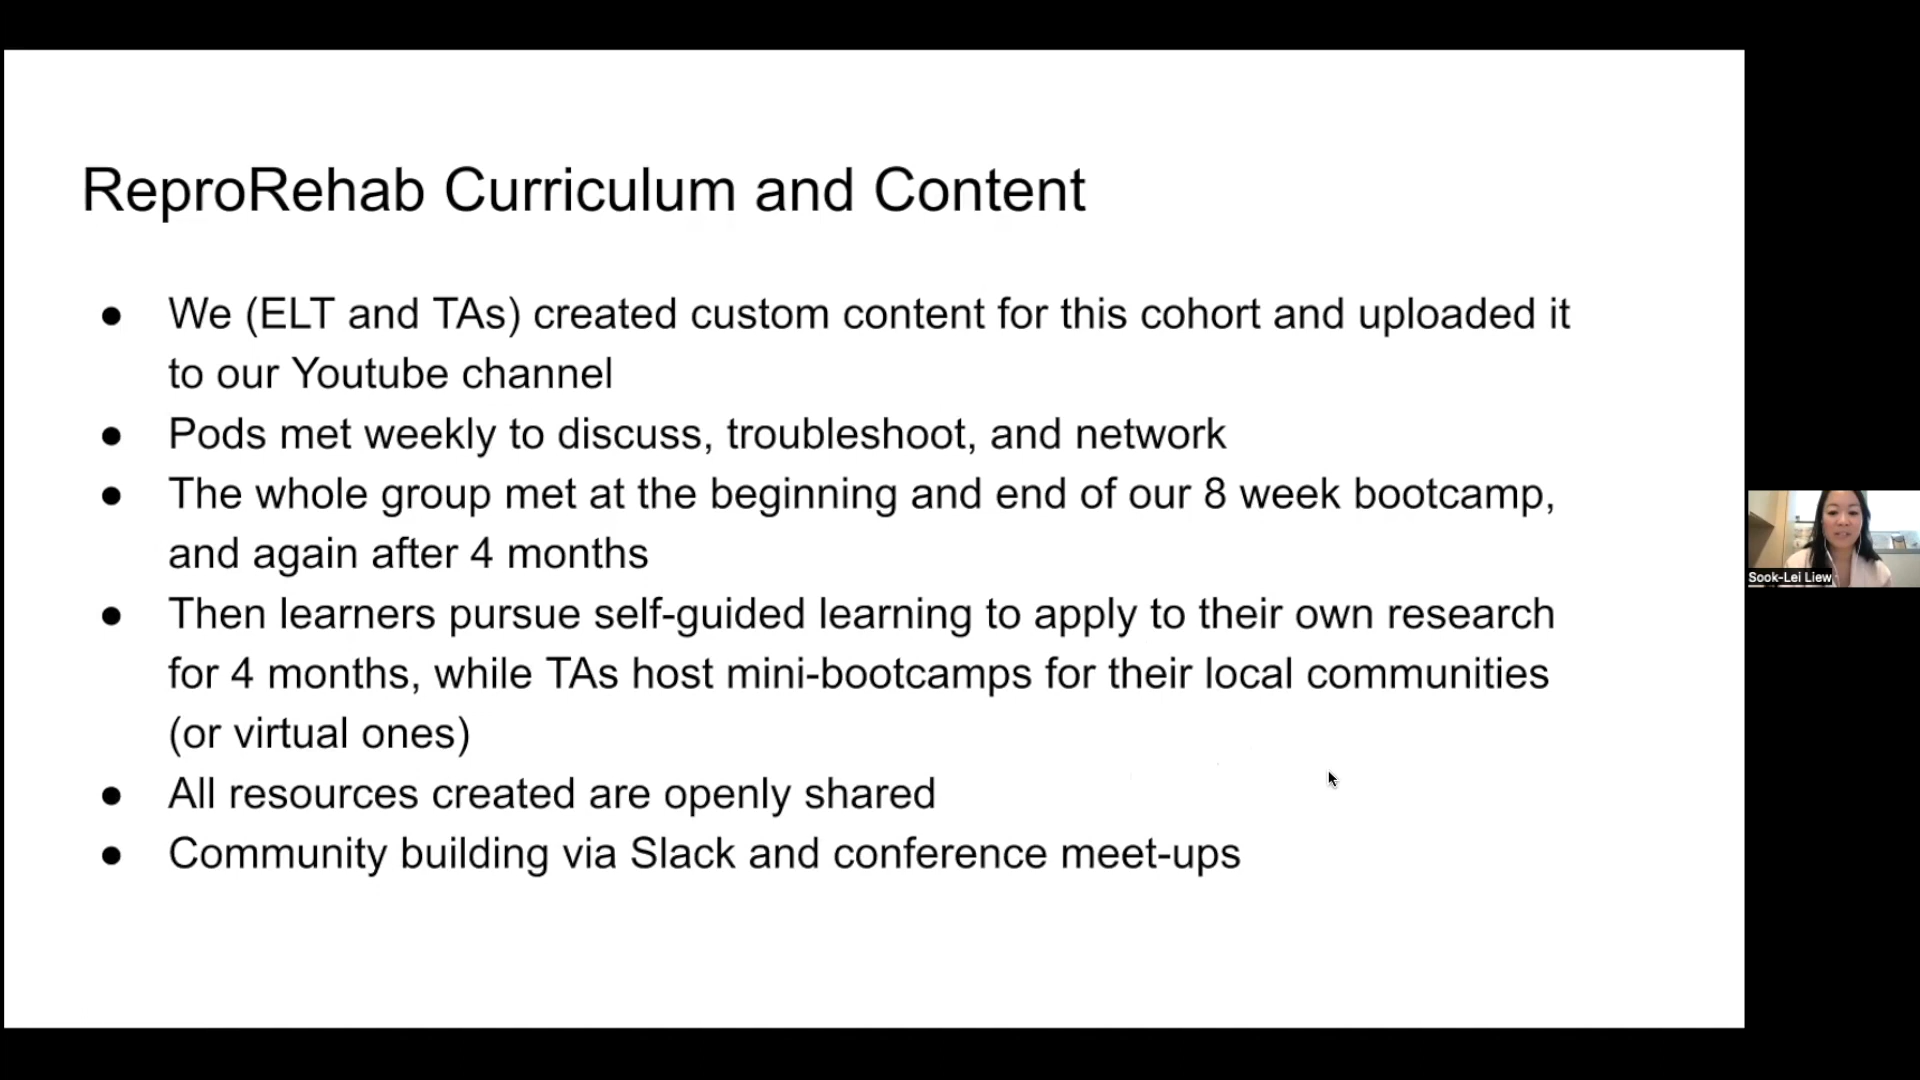 ReproRehab Curriculum and Content
● We (ELT and TAs) created custom content for this cohort and uploaded it
to our Youtube channel
● Pods met weekly to discuss, troubleshoot, and network
● The whole group met at the beginning and end of our 8 week bootcamp,
and again after 4 months
● Then learners pursue self-guided learning to apply to their own research
for 4 months, while TAs host mini-bootcamps for their local communities
(or virtual ones)
● All resources created are openly shared
● Community building via Slack and conference meet-ups
Sook-Lei Liew